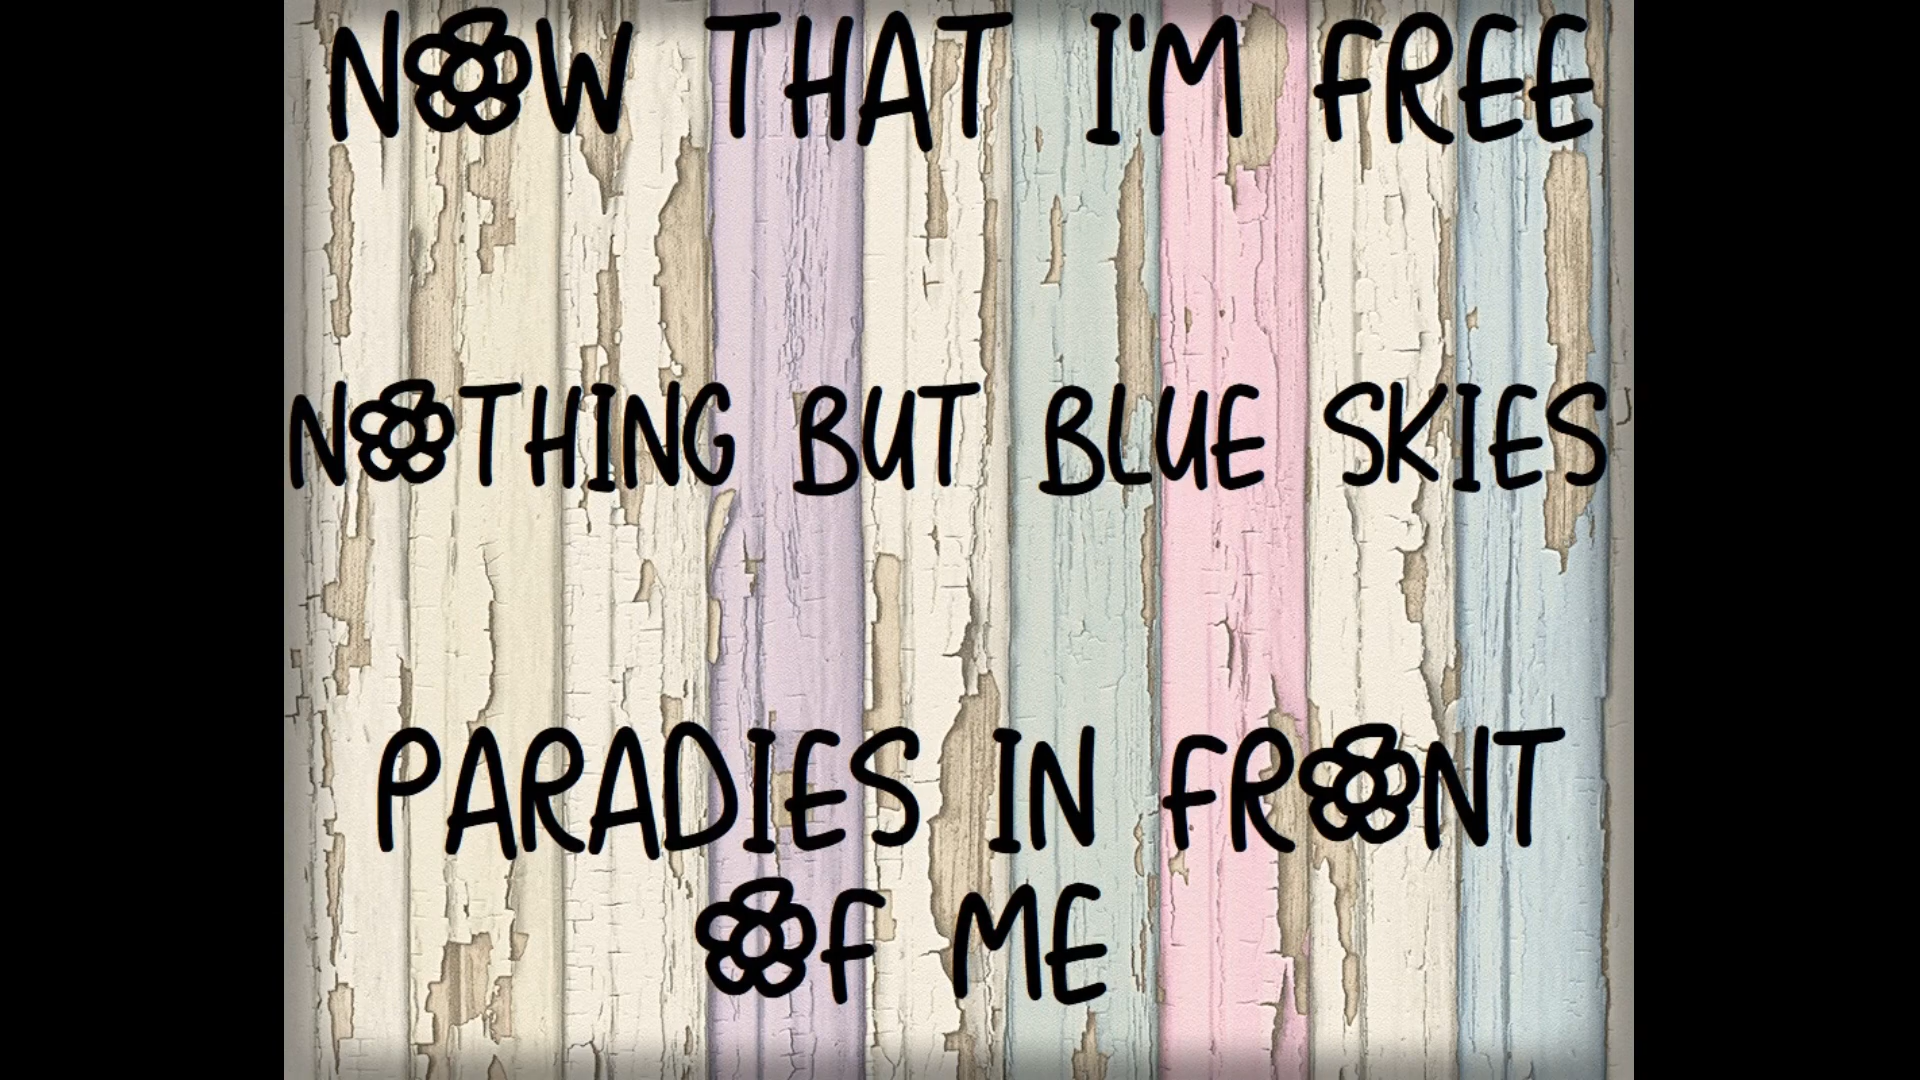 NOW THAT I'M FREE
NOTHING BUT BLUE SKIES
PARADIES IN FRONT
OF ME